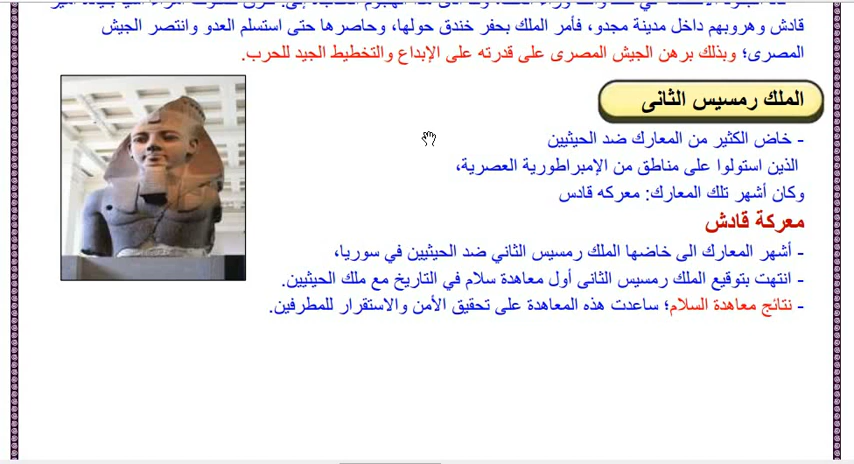 قادش وهروبهم داخل مدينة مجدو، فأمر الملك بحفر خندق حولها، وحاصرها حتى استسلم العدو وانتصر الجيش
المصرى؛ وبذلك برهن الجيش المصرى على قدرته على الإبداع والتخطيط الجيد للحرب.
الملك رمسيس الثانى
- خاض الكثير من المعارك ضد الحيثيين
الذين استولوا على مناطق من الإمبراطورية العصرية،
وكان أشهر تلك المعارك: معركه قادس
معركة قادش
- أشهر المعارك الى خاضها الملك رمسيس الثاني ضد الحيثيين في سوريا،
- انتهت بتوقيع الملك رمسيس الثانى أول معاهدة سلام في التاريخ مع ملك الحيثيين.
- نتائج معاهدة السلام؛ ساعدت هذه المعاهدة على تحقيق الأمن والاستقرار للمطرفين.